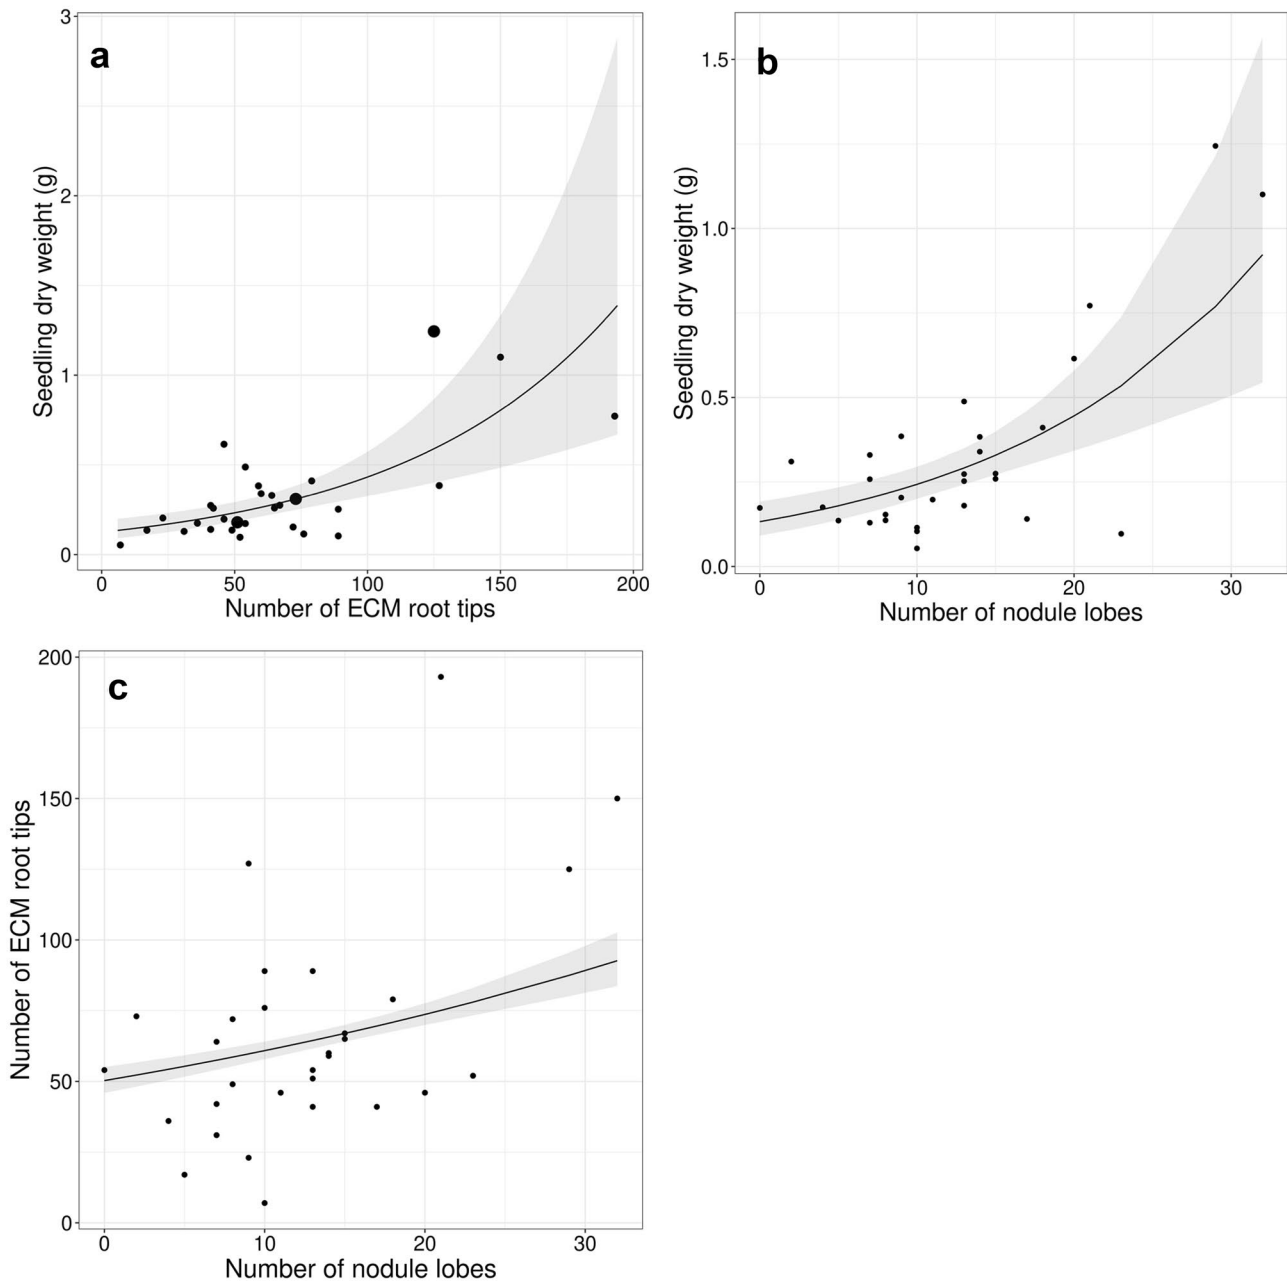 a
3
2
1
0
Seedling dry weight (g)
0 50 100 150 200
Number of ECM root tips
b
1.5
1.0
0.5
0.0
Seedling dry weight (g)
0 10 20 30
Number of nodule lobes
c
200
150
100
50
0
Number of ECM root tips
0 10 20 30
Number of nodule lobes